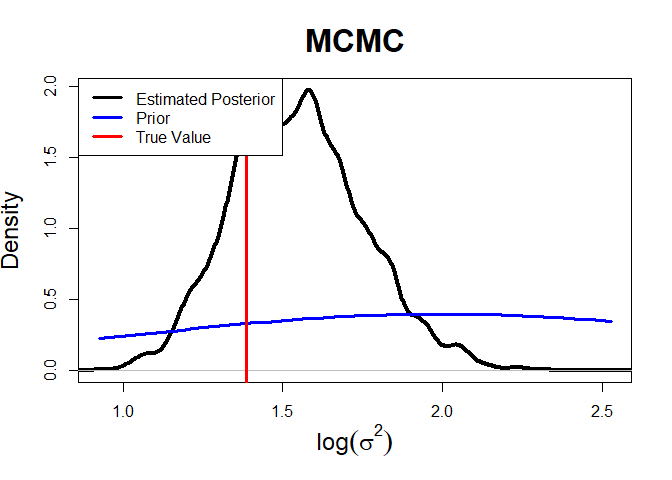 MCMC
Estimated Posterior
Prior
True Value
Density
0.0 0.5 1.0 1.5 2.0
1.0 1.5 2.0 2.5
log(σ²)